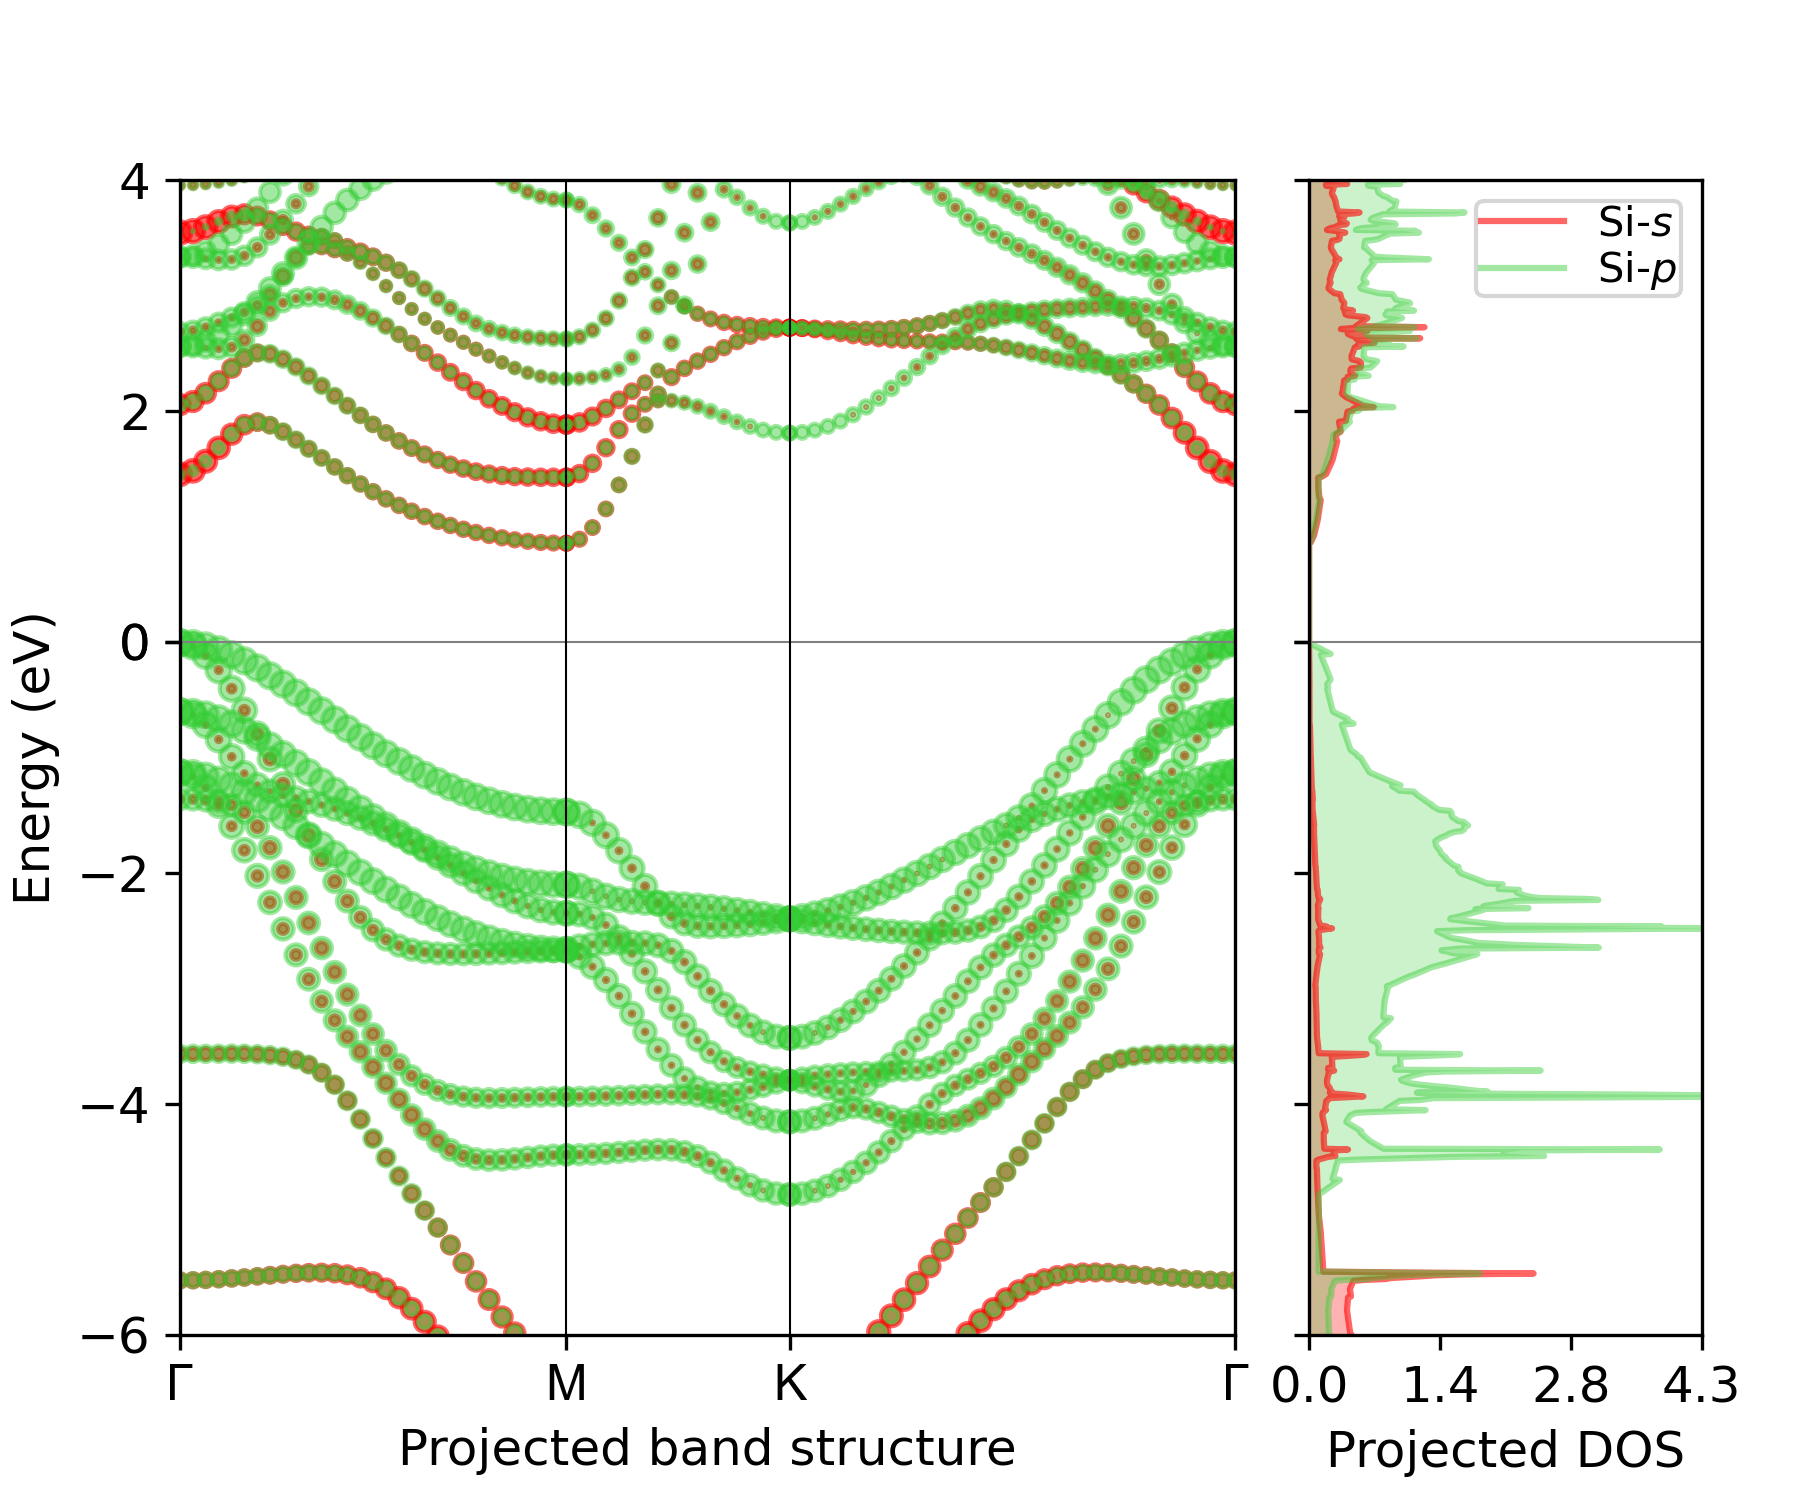 4
2
0
−2
−4
−6
Energy (eV)
Γ M K Γ
Projected band structure
Si-s
Si-p
0.0 1.4 2.8 4.3
Projected DOS